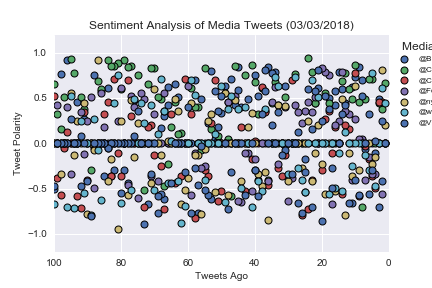 Sentiment Analysis of Media Tweets (03/03/2018)
Media
@B
@C
@C
@F
@n
@w
@V
1.0
0.5
0.0
−0.5
−1.0
Tweet Polarity
100 80 60 40 20 0
Tweets Ago